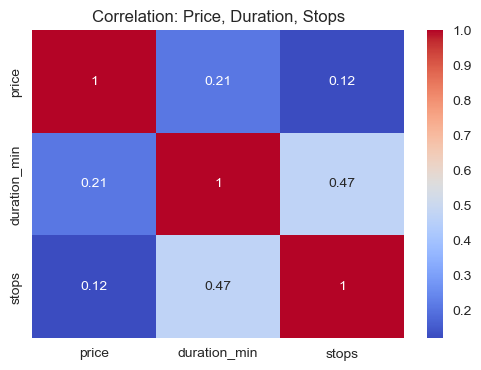 Correlation: Price, Duration, Stops
price
1
0.21
0.12
duration_min
0.21
1
0.47
stops
0.12
0.47
1
price
duration_min
stops
1.0
0.9
0.8
0.7
0.6
0.5
0.4
0.3
0.2